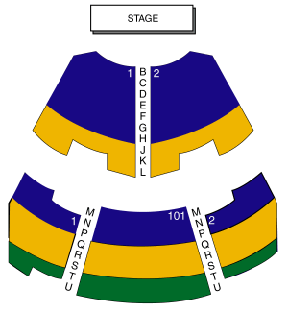 STAGE
1 B 2
C
D
E
F
G
H
J
K
L
M 101 M
1 N N 2
P P
Q Q
R R
S S
T T
U U